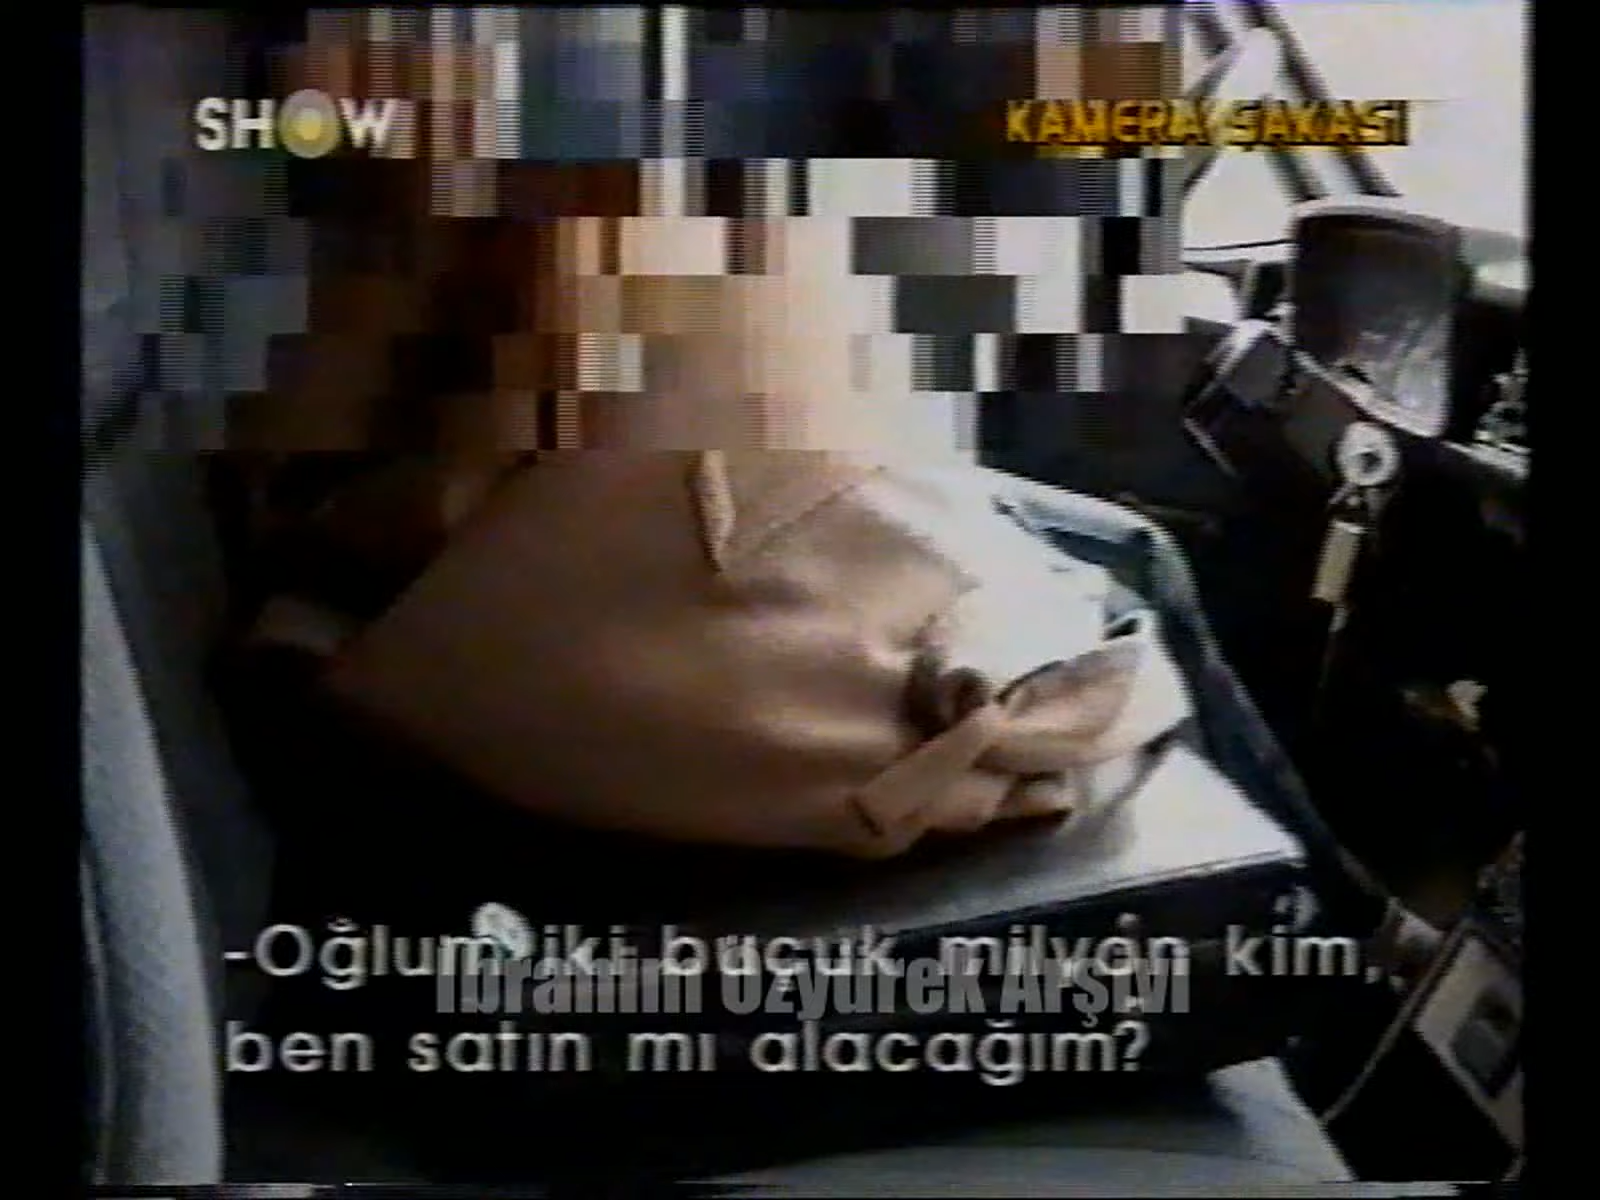 SHOW
KAMERA ŞAKASI
-Oğlum iki buçuk milyon kim,
İbrahim Özyürek Arşivi
ben satın mı alacağım?